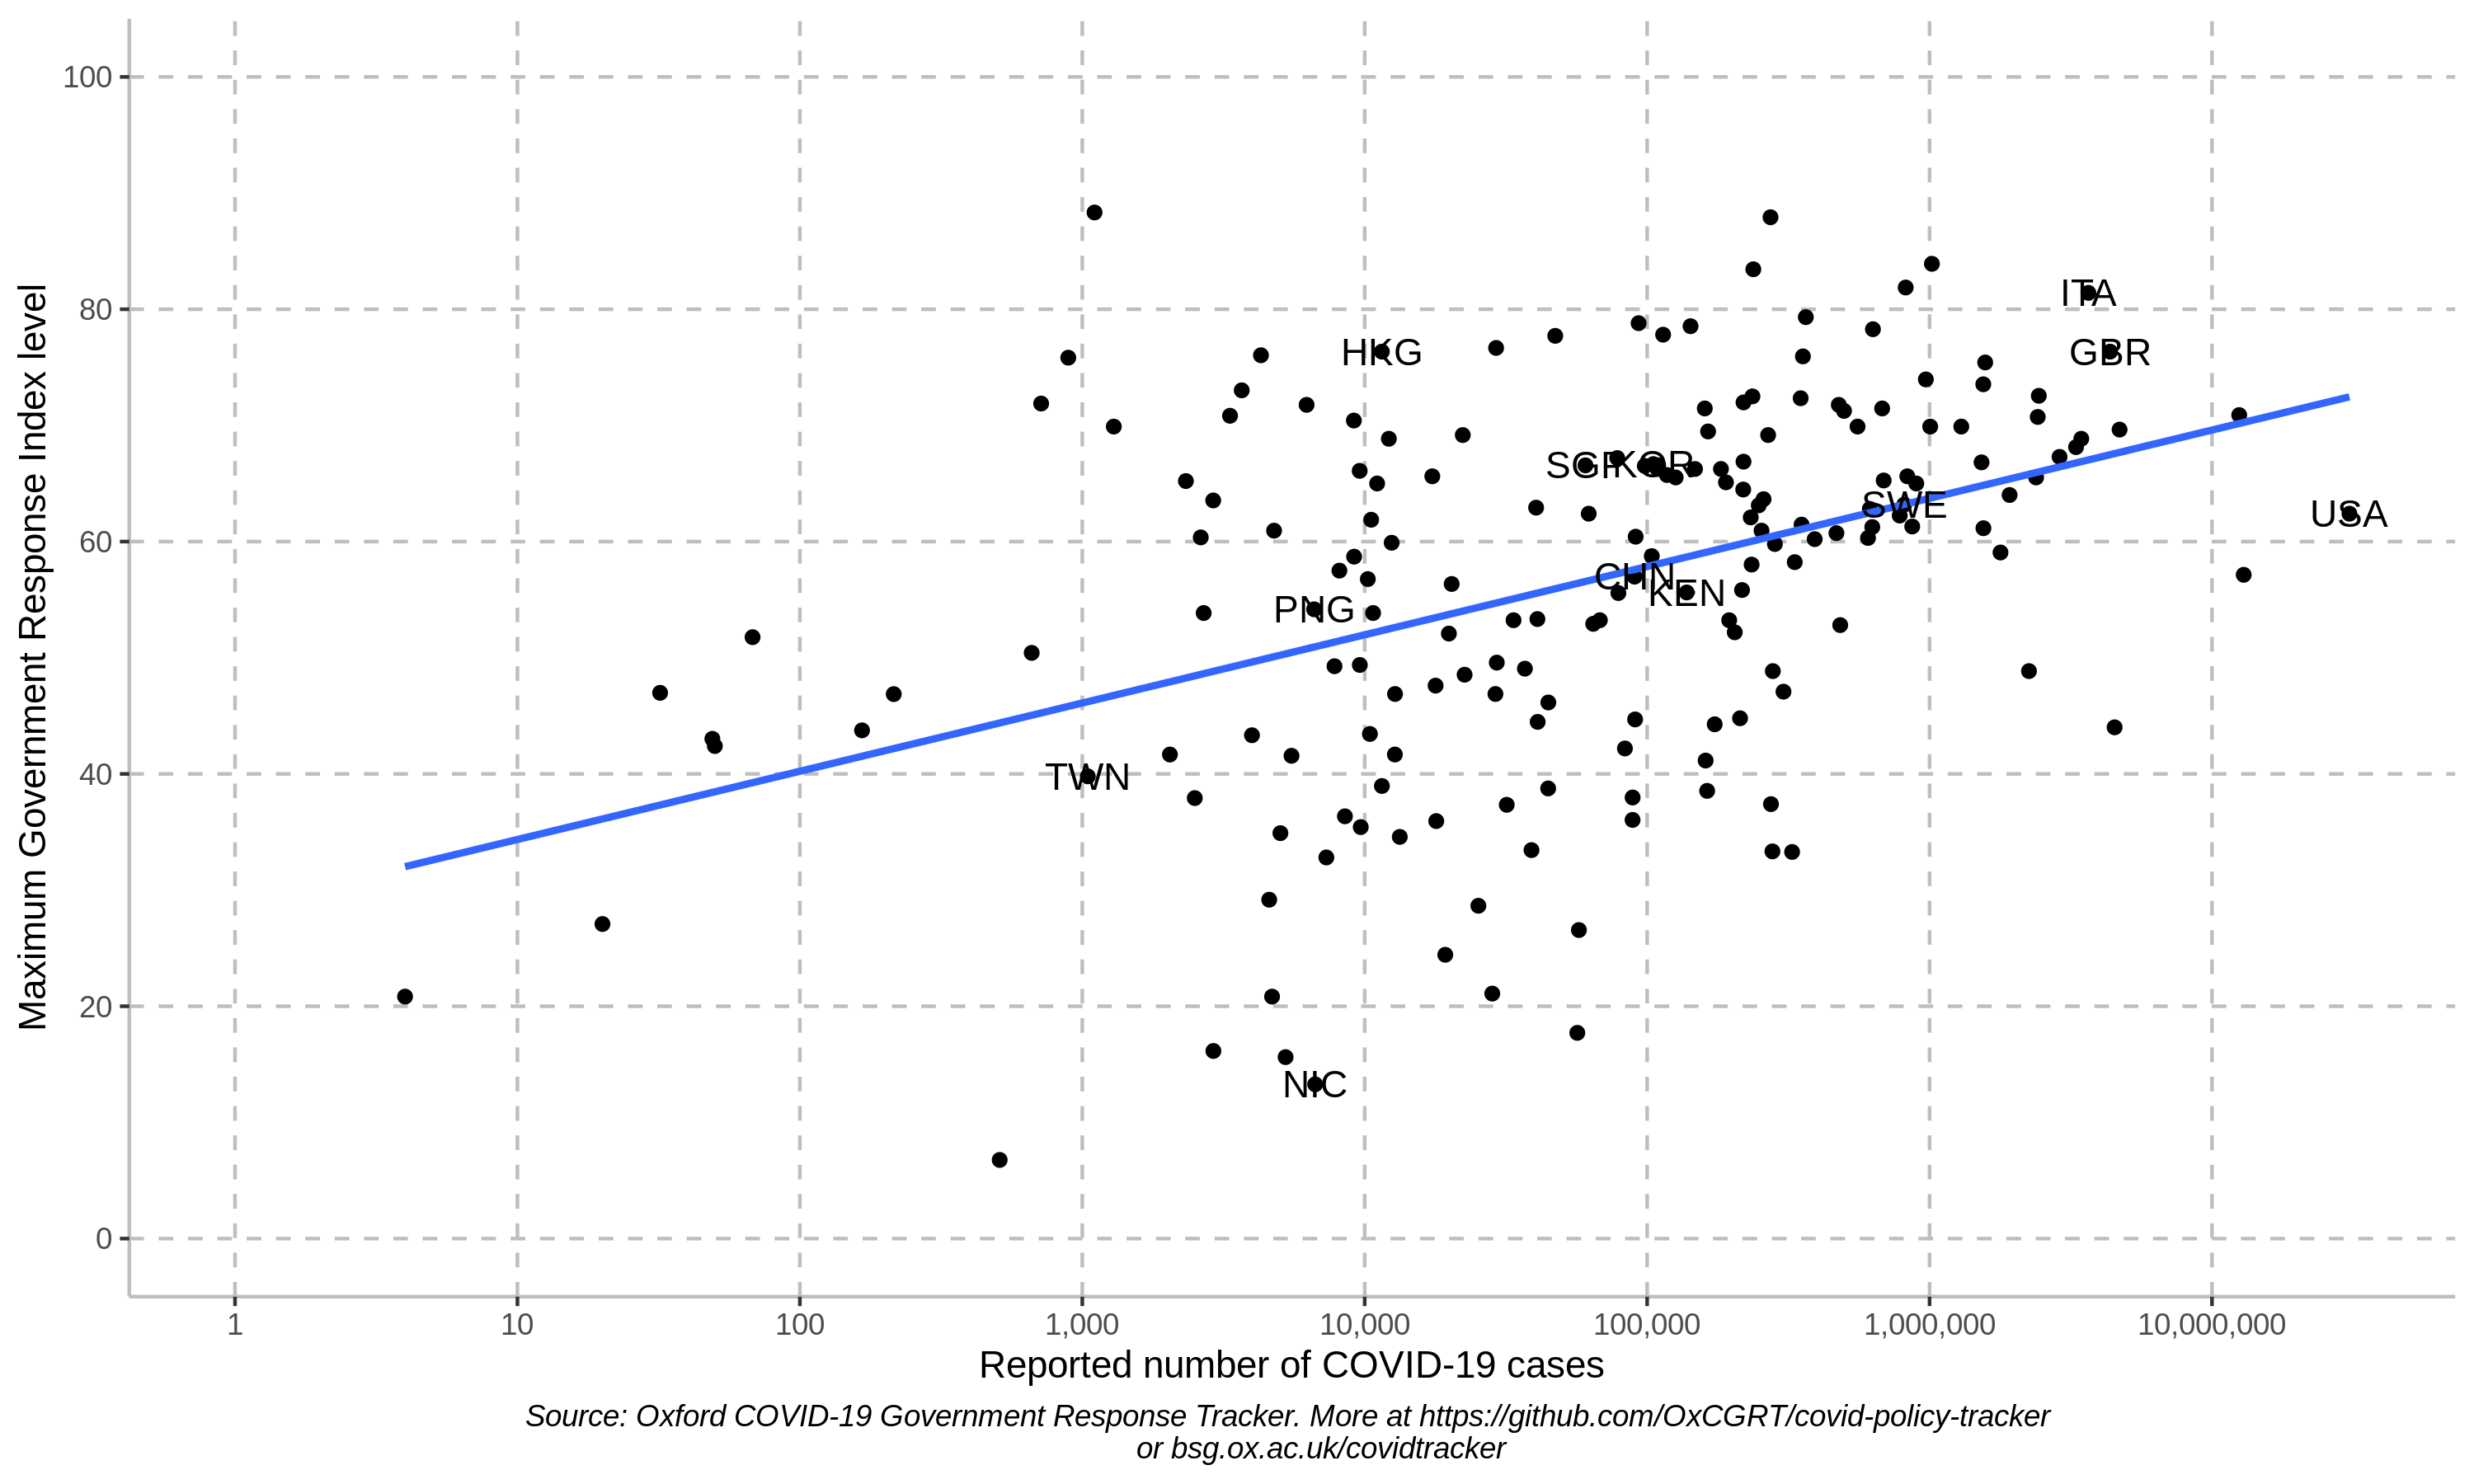 Maximum Government Response Index level
100
80
60
40
20
0
ITA
HKG
GBR
SGP
KOR
SWE
USA
CHN
KEN
PNG
TWN
NIC
1 10 100 1,000 10,000 100,000 1,000,000 10,000,000
Reported number of COVID-19 cases
Source: Oxford COVID-19 Government Response Tracker. More at https://github.com/OxCGRT/covid-policy-tracker
or bsg.ox.ac.uk/covidtracker